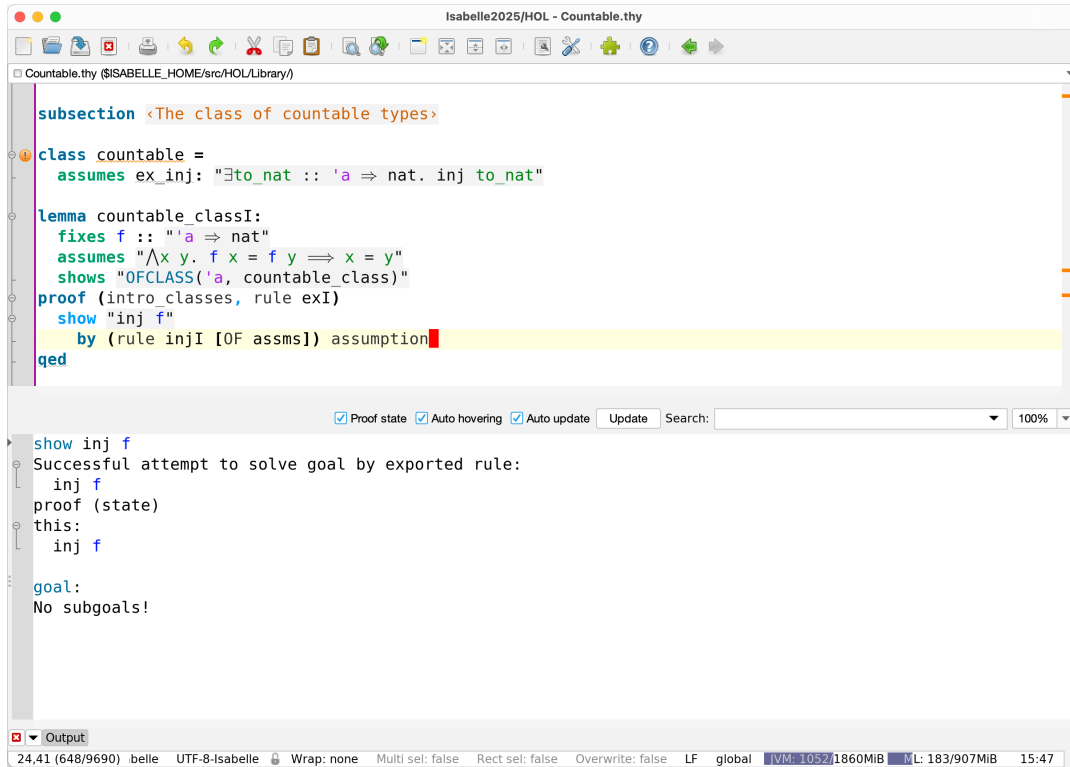 Isabelle2025/HOL - Countable.thy
Countable.thy ($ISABELLE_HOME/src/HOL/Library/)
subsection ‹The class of countable types›
class countable =
assumes ex_inj: "∃to_nat :: 'a ⇒ nat. inj to_nat"
lemma countable_classI:
fixes f :: "'a ⇒ nat"
assumes "⋀x y. f x = f y ⟹ x = y"
shows "OFCLASS('a, countable_class)"
proof (intro_classes, rule exI)
show "inj f"
by (rule injI [OF assms]) assumption
qed
Proof state Auto hovering Auto update Update Search: 100%
show inj f
Successful attempt to solve goal by exported rule:
inj f
proof (state)
this:
inj f
goal:
No subgoals!
Output
24,41 (648/9690) belle UTF-8-Isabelle Wrap: none Multi sel: false Rect sel: false Overwrite: false LF global JVM: 1052/1860MiB ML: 183/907MiB 15:47